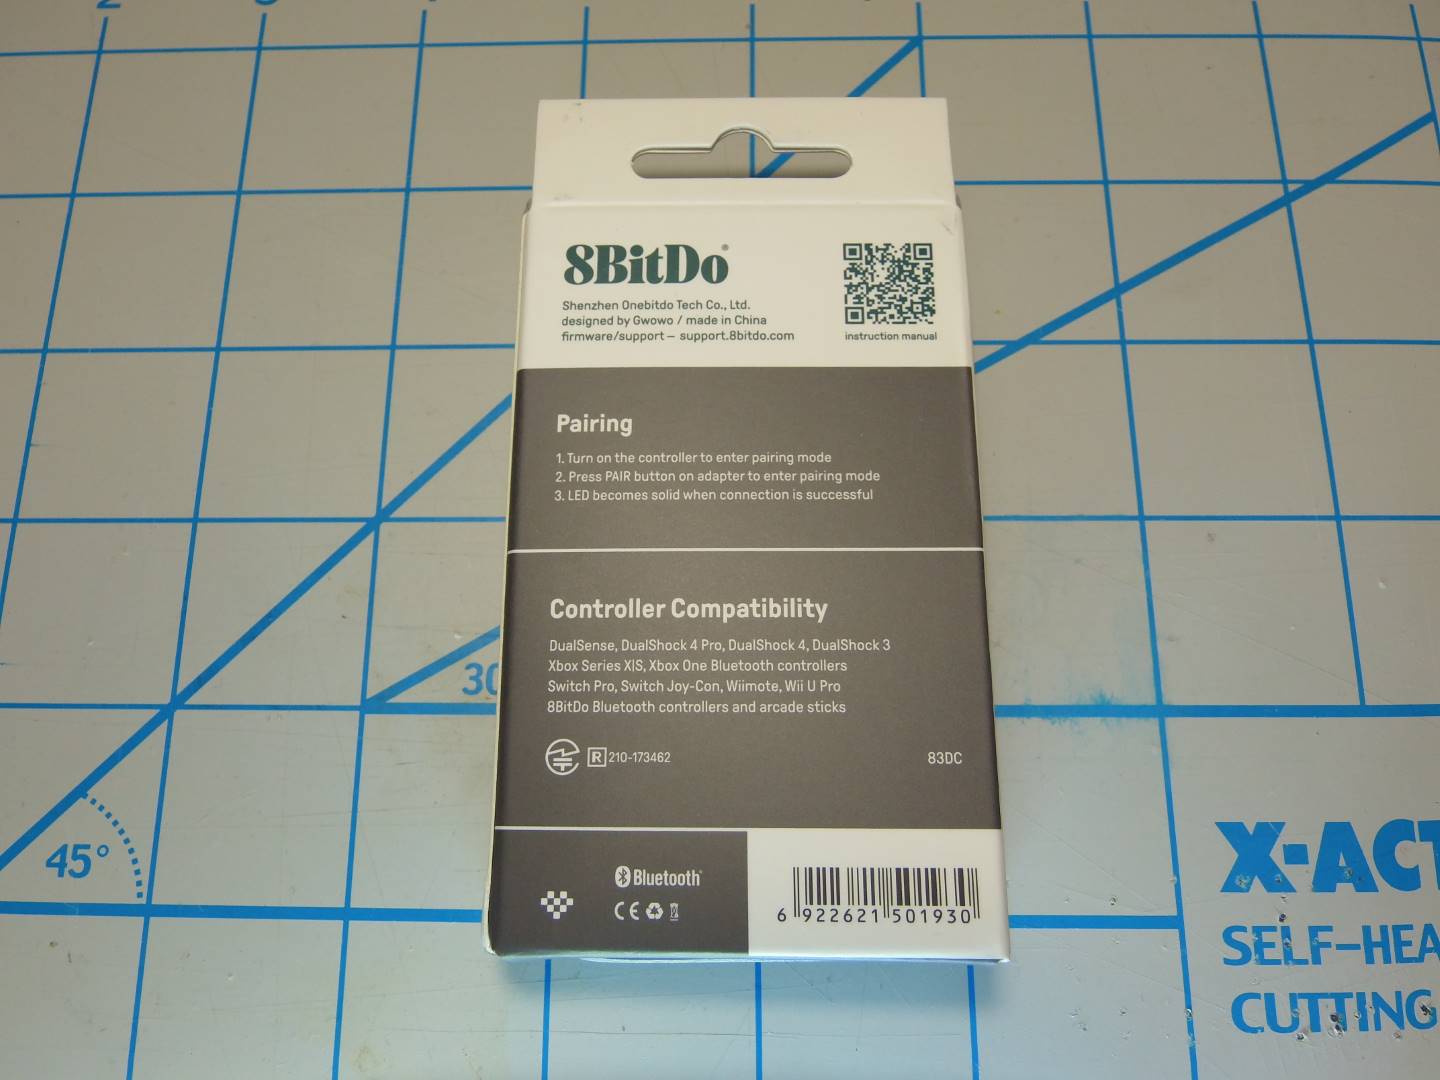 8BitDo®
Shenzhen Onebitdo Tech Co., Ltd.
designed by Gwowo / made in China
firmware/support – support.8bitdo.com
instruction manual
Pairing
1. Turn on the controller to enter pairing mode
2. Press PAIR button on adapter to enter pairing mode
3. LED becomes solid when connection is successful
Controller Compatibility
DualSense, DualShock 4 Pro, DualShock 4, DualShock 3
Xbox Series X|S, Xbox One Bluetooth controllers
Switch Pro, Switch Joy-Con, Wiimote, Wii U Pro
8BitDo Bluetooth controllers and arcade sticks
R 210-173462
83DC
Bluetooth®
CE
6 922621 501930
30
45°
X-ACT
SELF-HEA
CUTTING